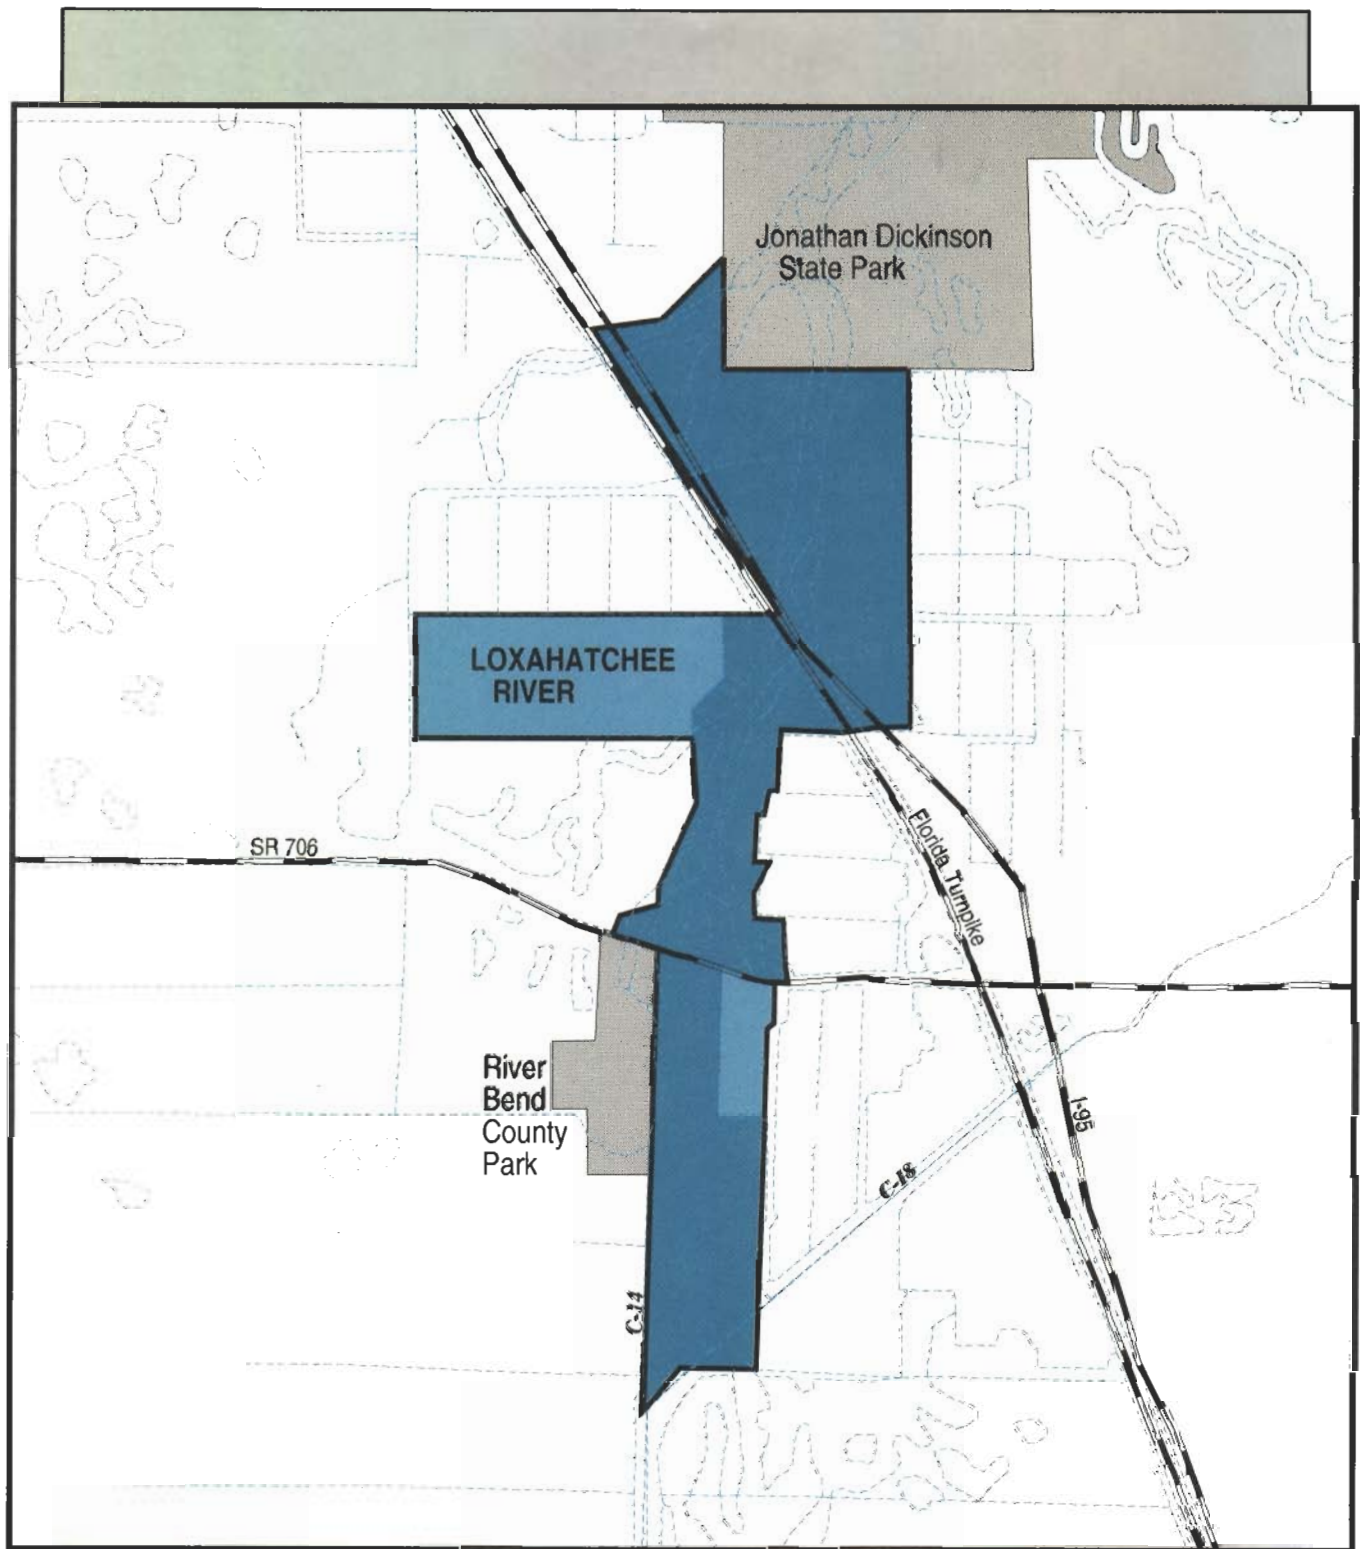 Jonathan Dickinson
State Park
LOXAHATCHEE
RIVER
SR 706
Florida Turnpike
River
Bend
County
Park
I-95
C-18
C-14